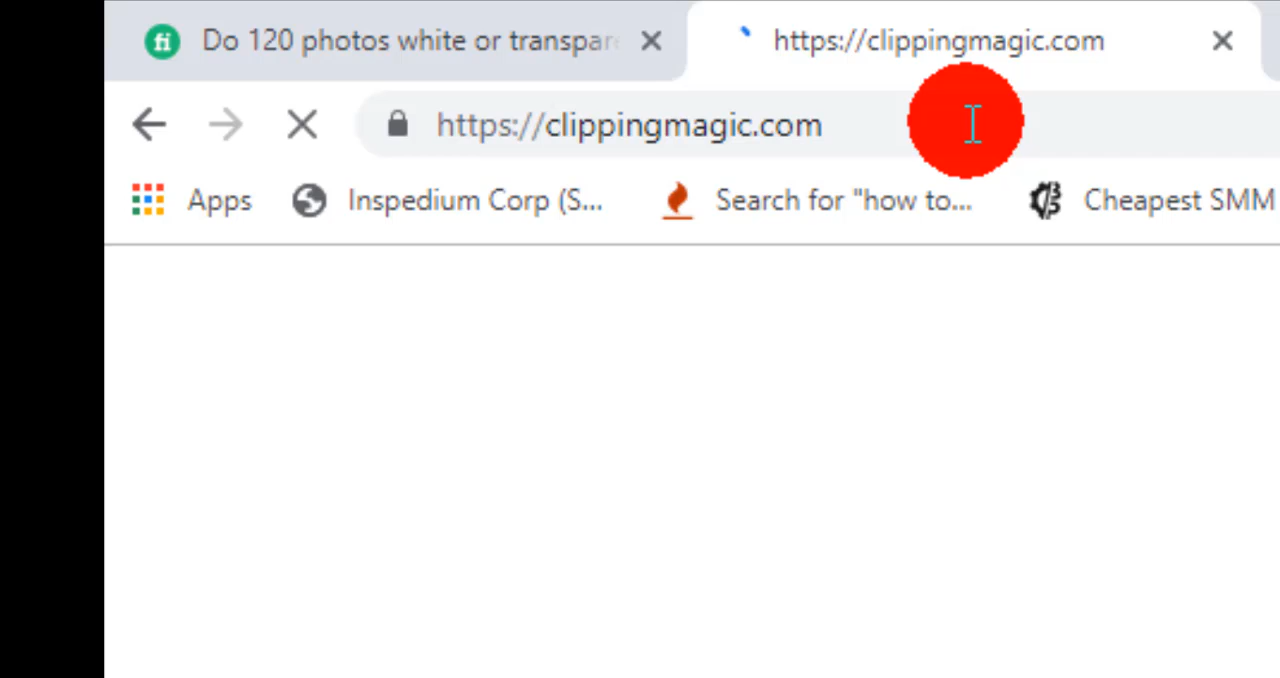 fi Do 120 photos white or transpar https://clippingmagic.com
https://clippingmagic.com
Apps Inspedium Corp (S... Search for "how to... Cheapest SMM